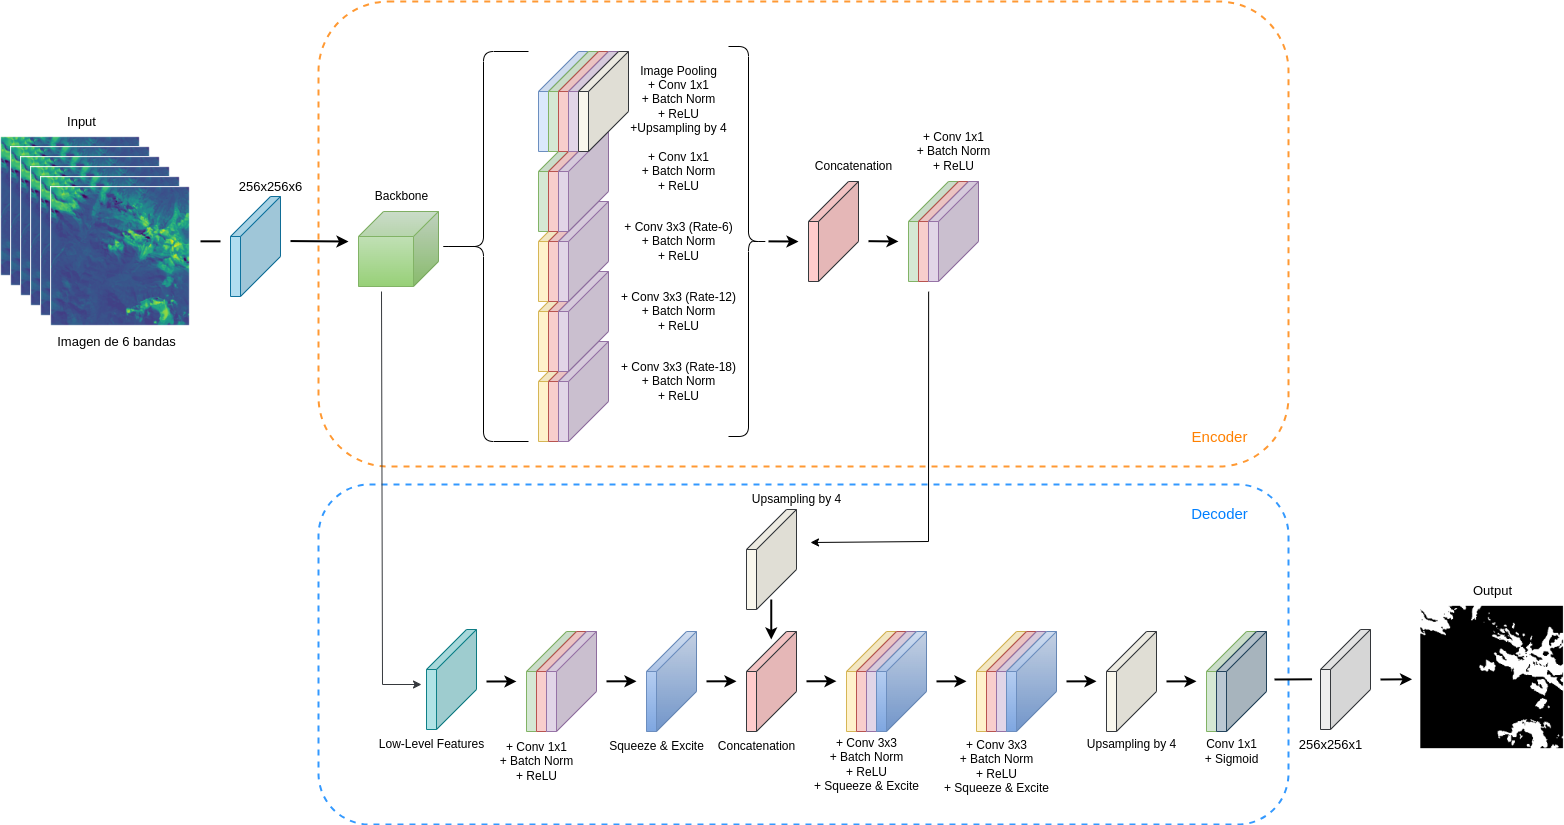 Input
256x256x6
Imagen de 6 bandas
Backbone
Image Pooling
+ Conv 1x1
+ Batch Norm
+ ReLU
+Upsampling by 4
+ Conv 1x1
+ Batch Norm
+ ReLU
+ Conv 3x3 (Rate-6)
+ Batch Norm
+ ReLU
+ Conv 3x3 (Rate-12)
+ Batch Norm
+ ReLU
+ Conv 3x3 (Rate-18)
+ Batch Norm
+ ReLU
Concatenation
+ Conv 1x1
+ Batch Norm
+ ReLU
Encoder
Decoder
Upsampling by 4
Low-Level Features
+ Conv 1x1
+ Batch Norm
+ ReLU
Squeeze & Excite
Concatenation
+ Conv 3x3
+ Batch Norm
+ ReLU
+ Squeeze & Excite
+ Conv 3x3
+ Batch Norm
+ ReLU
+ Squeeze & Excite
Upsampling by 4
Conv 1x1
+ Sigmoid
256x256x1
Output